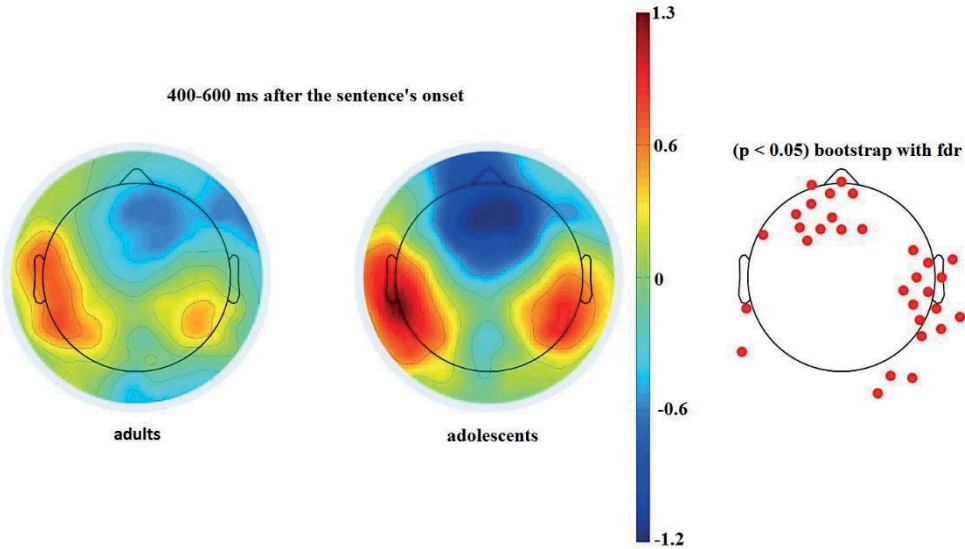 400-600 ms after the sentence's onset
adults
adolescents
1.3
0.6
0
-0.6
-1.2
(p < 0.05) bootstrap with fdr